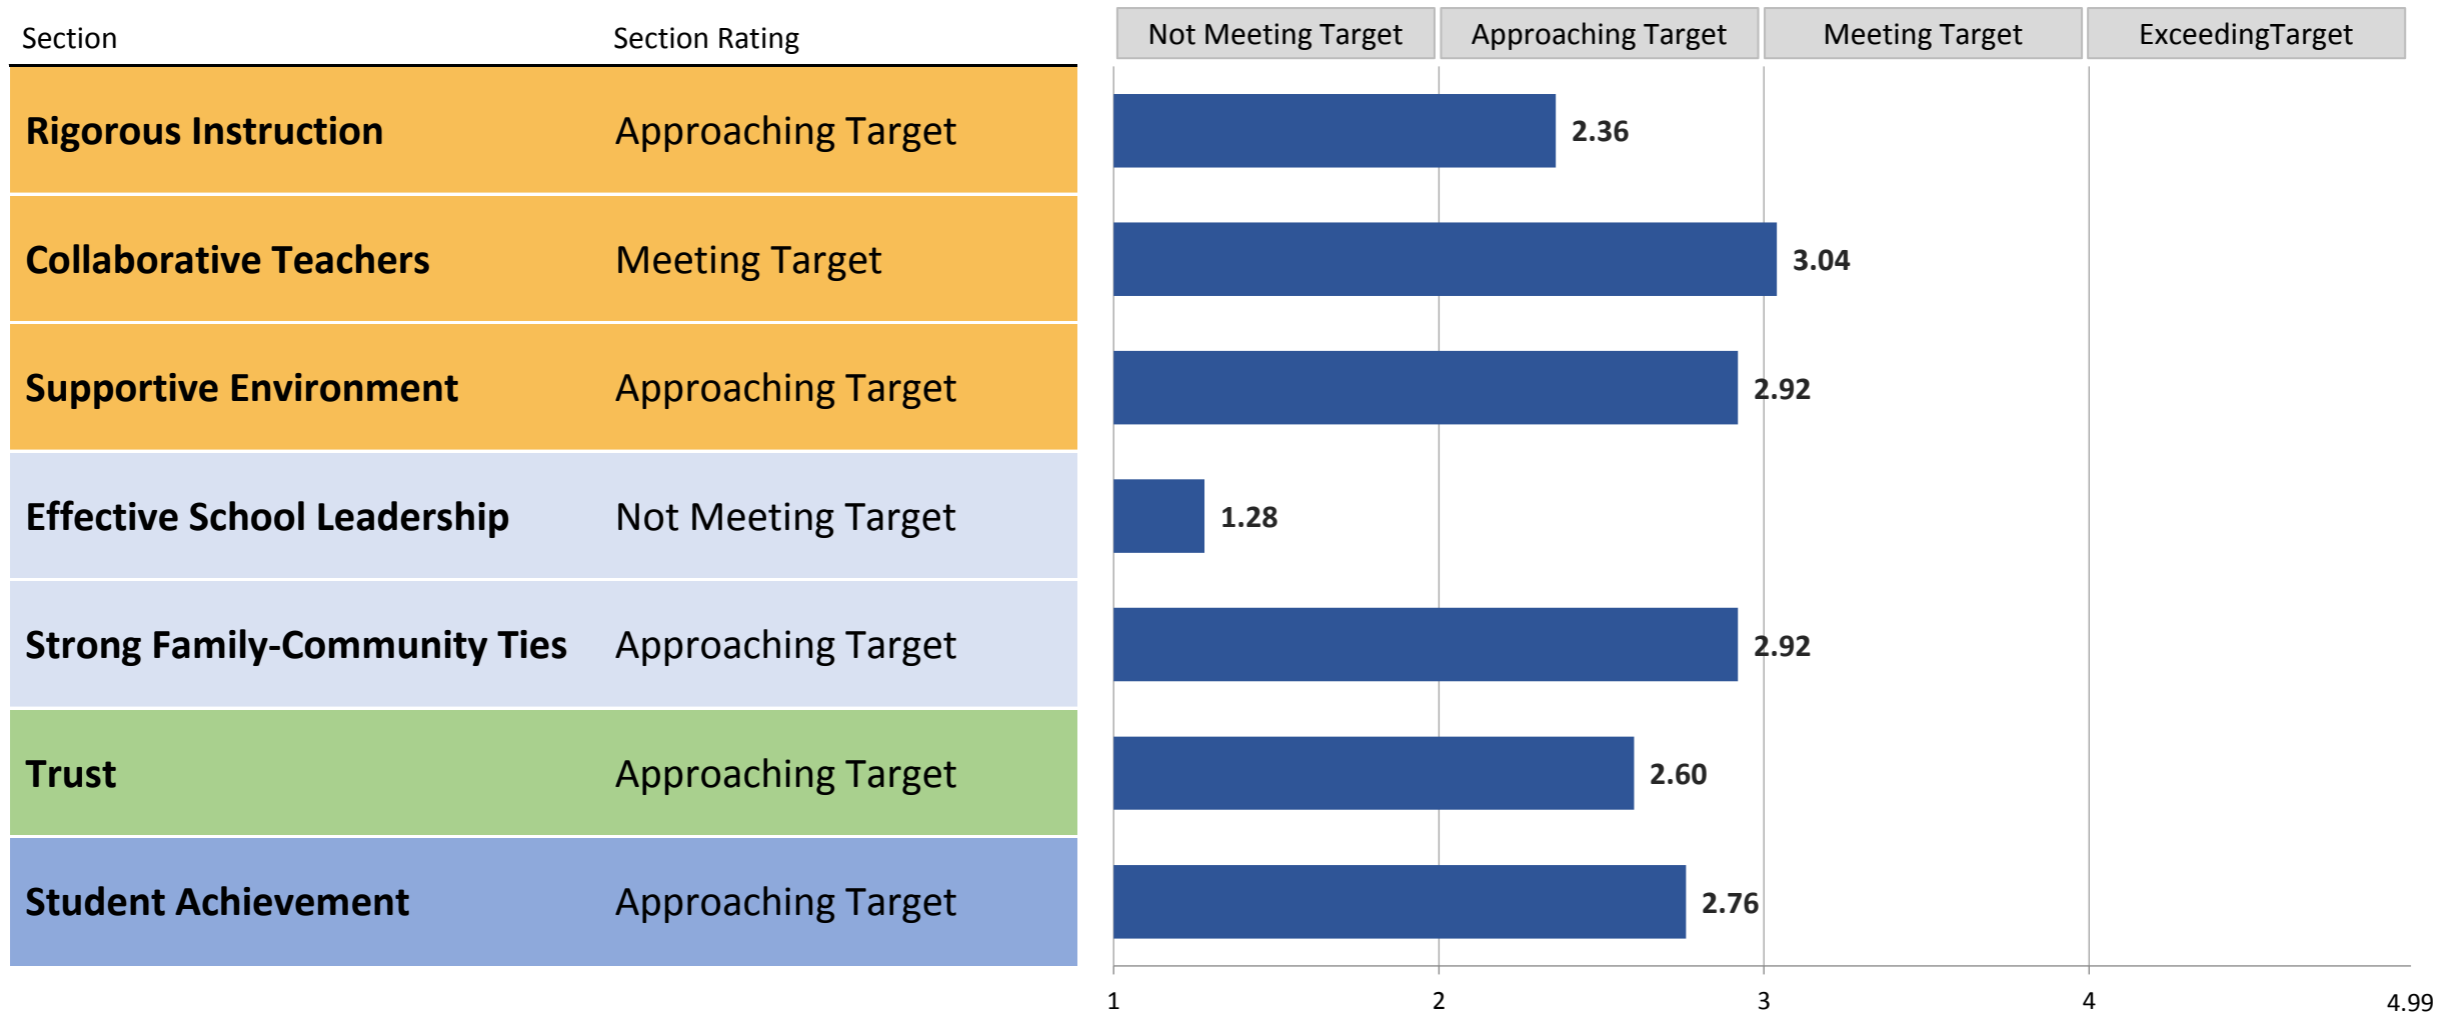 Section Section Rating Not Meeting Target Approaching Target Meeting Target ExceedingTarget
Rigorous Instruction Approaching Target 2.36
Collaborative Teachers Meeting Target 3.04
Supportive Environment Approaching Target 2.92
Effective School Leadership Not Meeting Target 1.28
Strong Family-Community Ties Approaching Target 2.92
Trust Approaching Target 2.60
Student Achievement Approaching Target 2.76
1 2 3 4 4.99